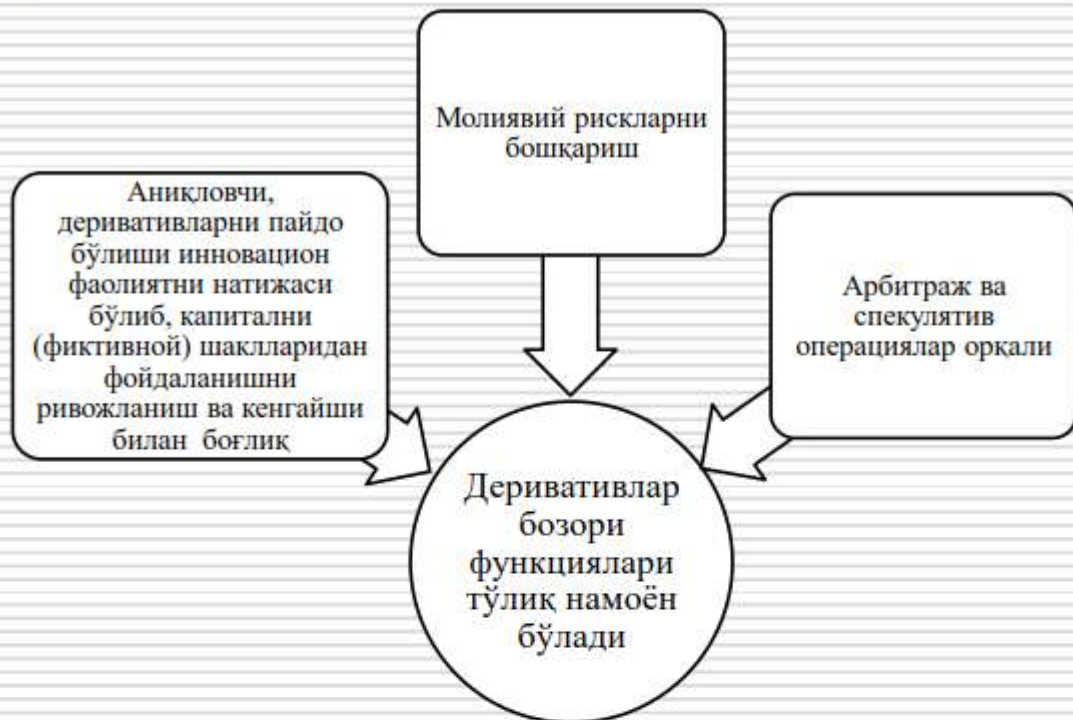 Молиявий рискларни
бошқариш
Аниқловчи,
деривативларни пайдо
бўлиши инновацион
фаолиятни натижаси
бўлиб, капитални
(фиктивной) шаклларидан
фойдаланишни
ривожланиш ва кенгайши
билан боғлиқ
Арбитраж ва
спекулятив
операциялар орқали
Деривативлар
бозори
функциялари
тўлиқ намоён
бўлади